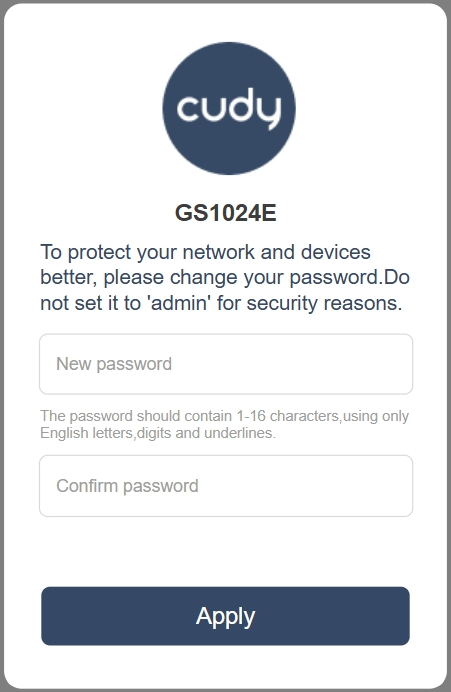 cudy
GS1024E
To protect your network and devices
better, please change your password.Do
not set it to 'admin' for security reasons.
New password
The password should contain 1-16 characters,using only
English letters,digits and underlines.
Confirm password
Apply